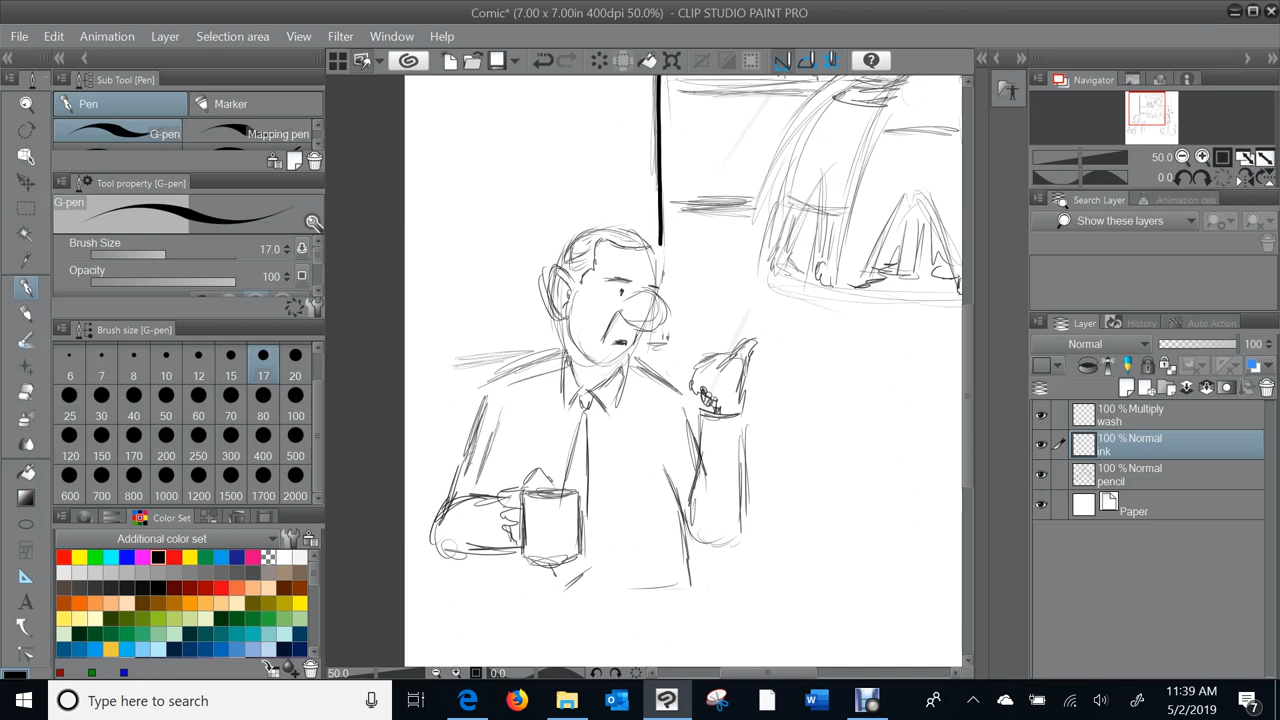 Comic* (7.00 x 7.00in 400dpi 50.0%) - CLIP STUDIO PAINT PRO
File Edit Animation Layer Selection area View Filter Window Help
Sub Tool [Pen]
Pen Marker
G-pen Mapping pen
Tool property [G-pen]
G-pen
Brush Size 17.0
Opacity 100
Brush size [G-pen]
6 7 8 10 12 15 17 20
25 30 40 50 60 70 80 100
120 150 170 200 250 300 400 500
600 700 800 1000 1200 1500 1700 2000
Color Set
Additional color set
50.0 0.0
Navigator
50.0
0.0
Search Layer Animation cels
Show these layers
Layer History Auto Action
Normal 100
100 % Multiply
wash
100 % Normal
ink
100 % Normal
pencil
Paper
Type here to search
11:39 AM
5/2/2019
7